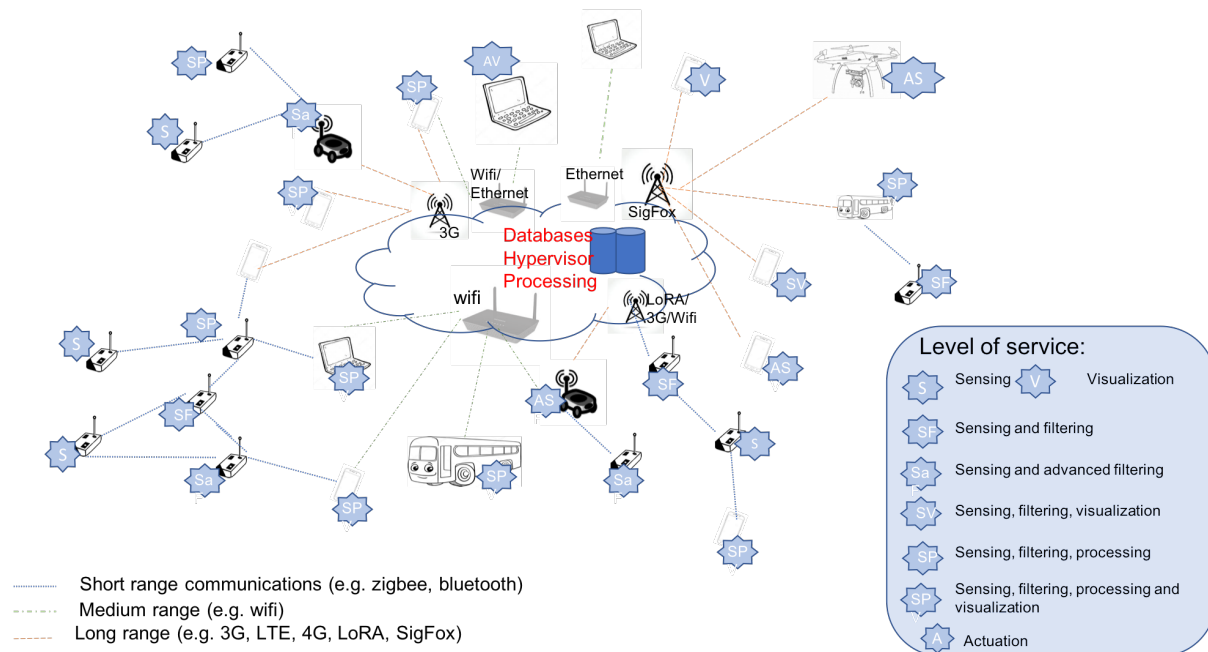 SP
AV
SP
V
AS
Sa
S
Wifi/
Ethernet
Ethernet
SP
SP
3G
SigFox
Databases
Hypervisor
Processing
SV
SF
wifi
LoRA/
3G/Wifi
SF
S
SP
SF
AS
AS
SF
S
S
Sa
SP
SP
Sa
SP
Level of service:
S Sensing V Visualization
SF Sensing and filtering
Sa Sensing and advanced filtering
F
SV Sensing, filtering, visualization
SP Sensing, filtering, processing
SP Sensing, filtering, processing and
V visualization
A Actuation
Short range communications (e.g. zigbee, bluetooth)
Medium range (e.g. wifi)
Long range (e.g. 3G, LTE, 4G, LoRA, SigFox)